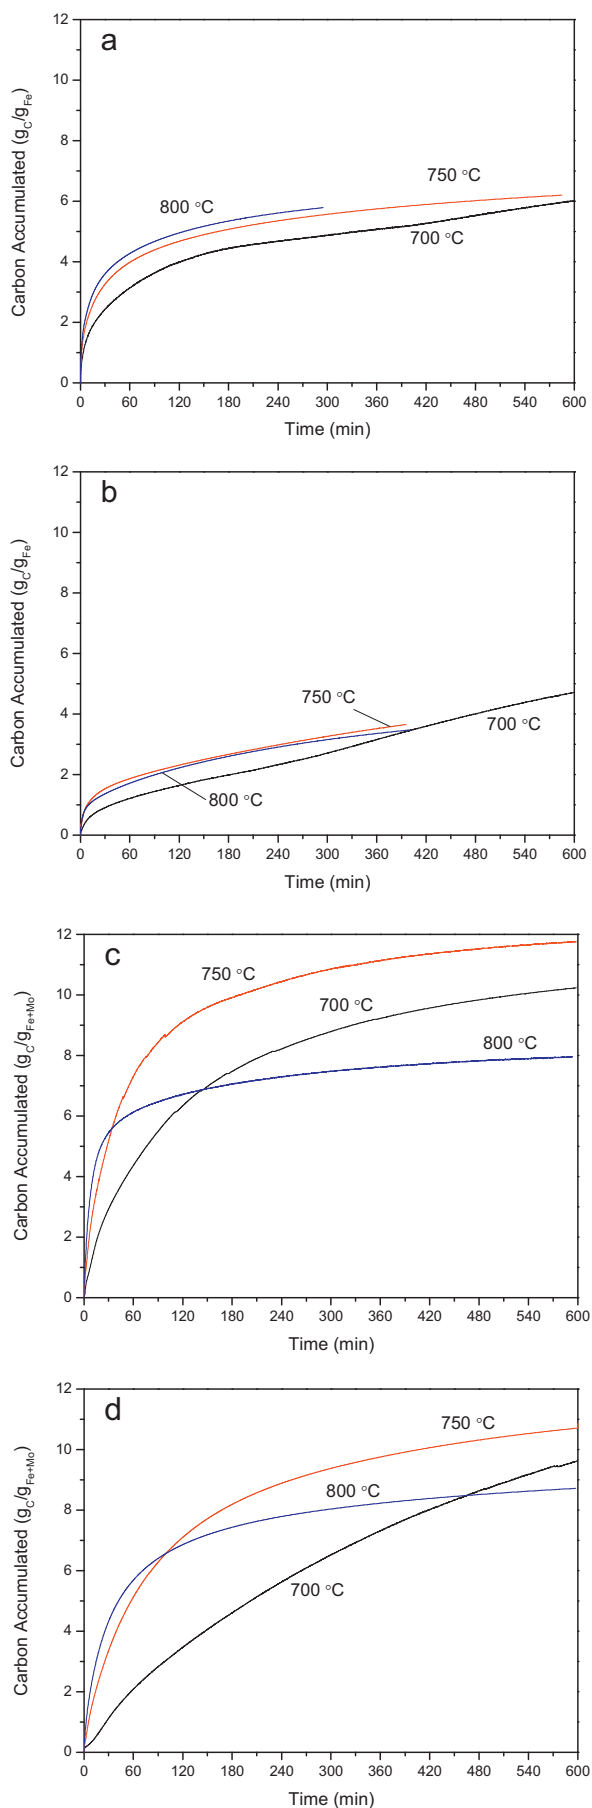 a
12
10
8
6
4
2
0
Carbon Accumulated (gC/gFe)
800 °C
750 °C
700 °C
0 60 120 180 240 300 360 420 480 540 600
Time (min)
b
12
10
8
6
4
2
0
Carbon Accumulated (gC/gFe)
750 °C
700 °C
800 °C
0 60 120 180 240 300 360 420 480 540 600
Time (min)
c
12
10
8
6
4
2
0
Carbon Accumulated (gC/gFe+Mo)
750 °C
700 °C
800 °C
0 60 120 180 240 300 360 420 480 540 600
Time (min)
d
12
10
8
6
4
2
0
Carbon Accumulated (gC/gFe+Mo)
750 °C
800 °C
700 °C
0 60 120 180 240 300 360 420 480 540 600
Time (min)